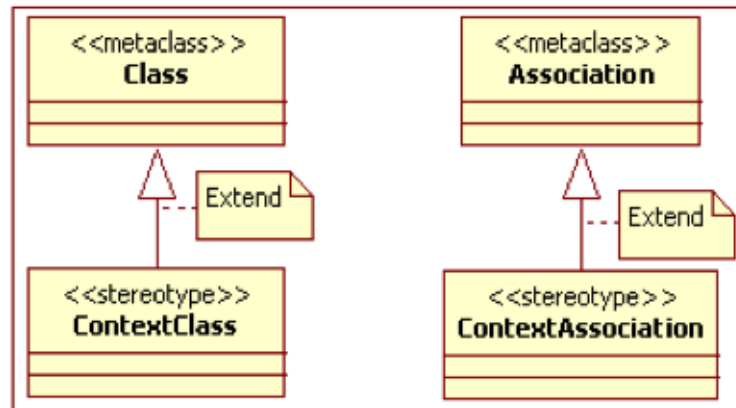 <<metaclass>>
Class
<<metaclass>>
Association
Extend
Extend
<<stereotype>>
ContextClass
<<stereotype>>
ContextAssociation